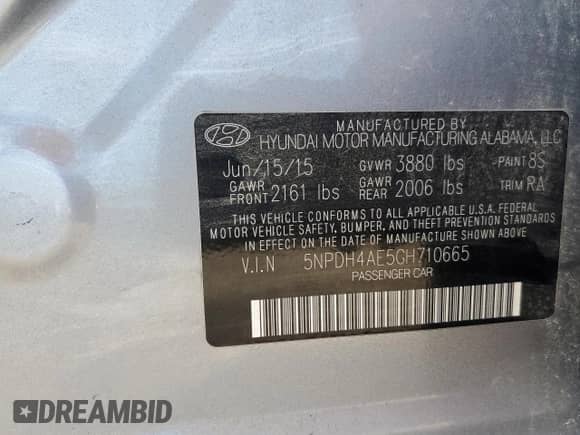 MANUFACTURED BY
HYUNDAI MOTOR MANUFACTURING ALABAMA, LLC
Jun/15/15 GVWR 3880 lbs PAINT 8S
GAWR FRONT 2161 lbs GAWR REAR 2006 lbs TRIM RA
THIS VEHICLE CONFORMS TO ALL APPLICABLE U.S.A. FEDERAL
MOTOR VEHICLE SAFETY, BUMPER, AND THEFT PREVENTION
STANDARDS IN EFFECT ON THE DATE OF MANUFACTURE SHOWN ABOVE
V.I.N 5NPDH4AE5GH710665
PASSENGER CAR
DREAMBID